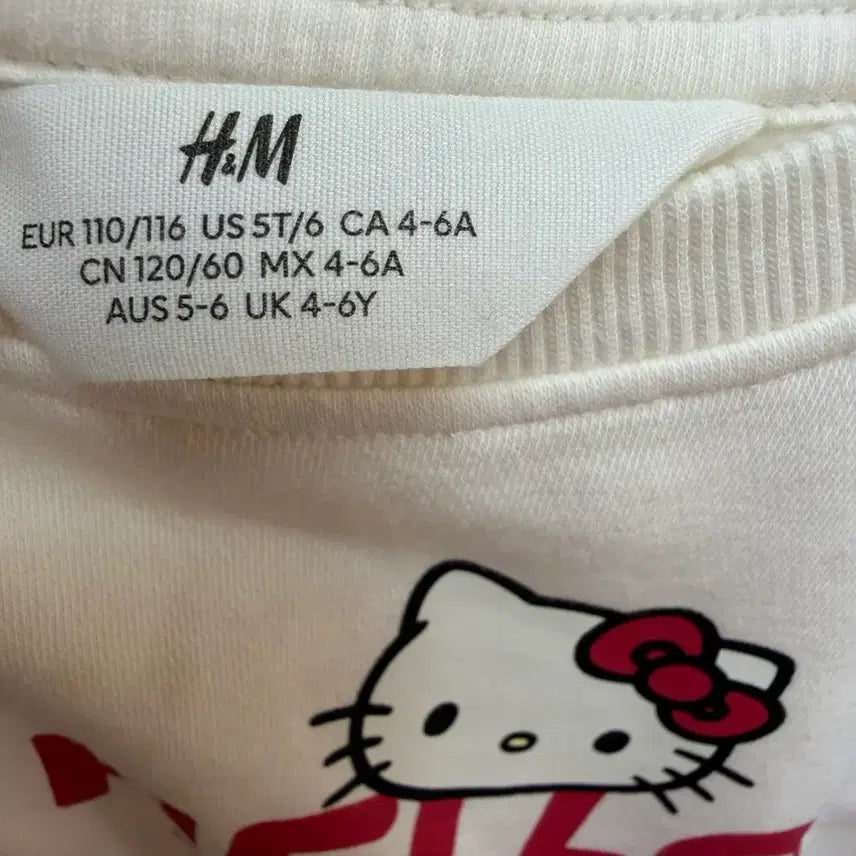 H&M
EUR 110/116 US 5T/6 CA 4-6A
CN 120/60 MX 4-6A
AUS 5-6 UK 4-6Y